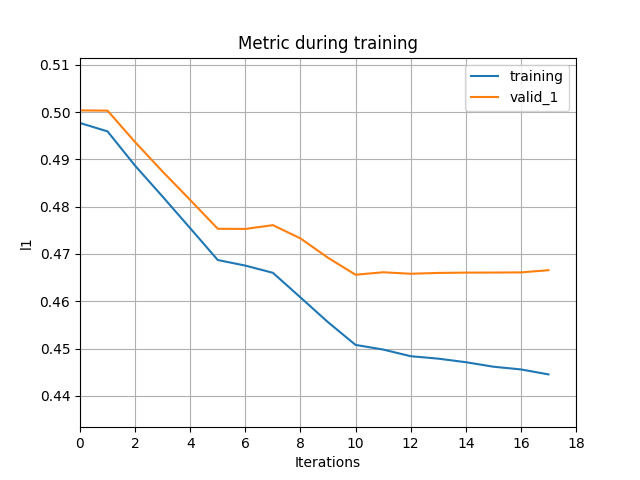 Metric during training
0.51
0.50
0.49
0.48
0.47
0.46
0.45
0.44
l1
training
valid_1
0 2 4 6 8 10 12 14 16 18
Iterations